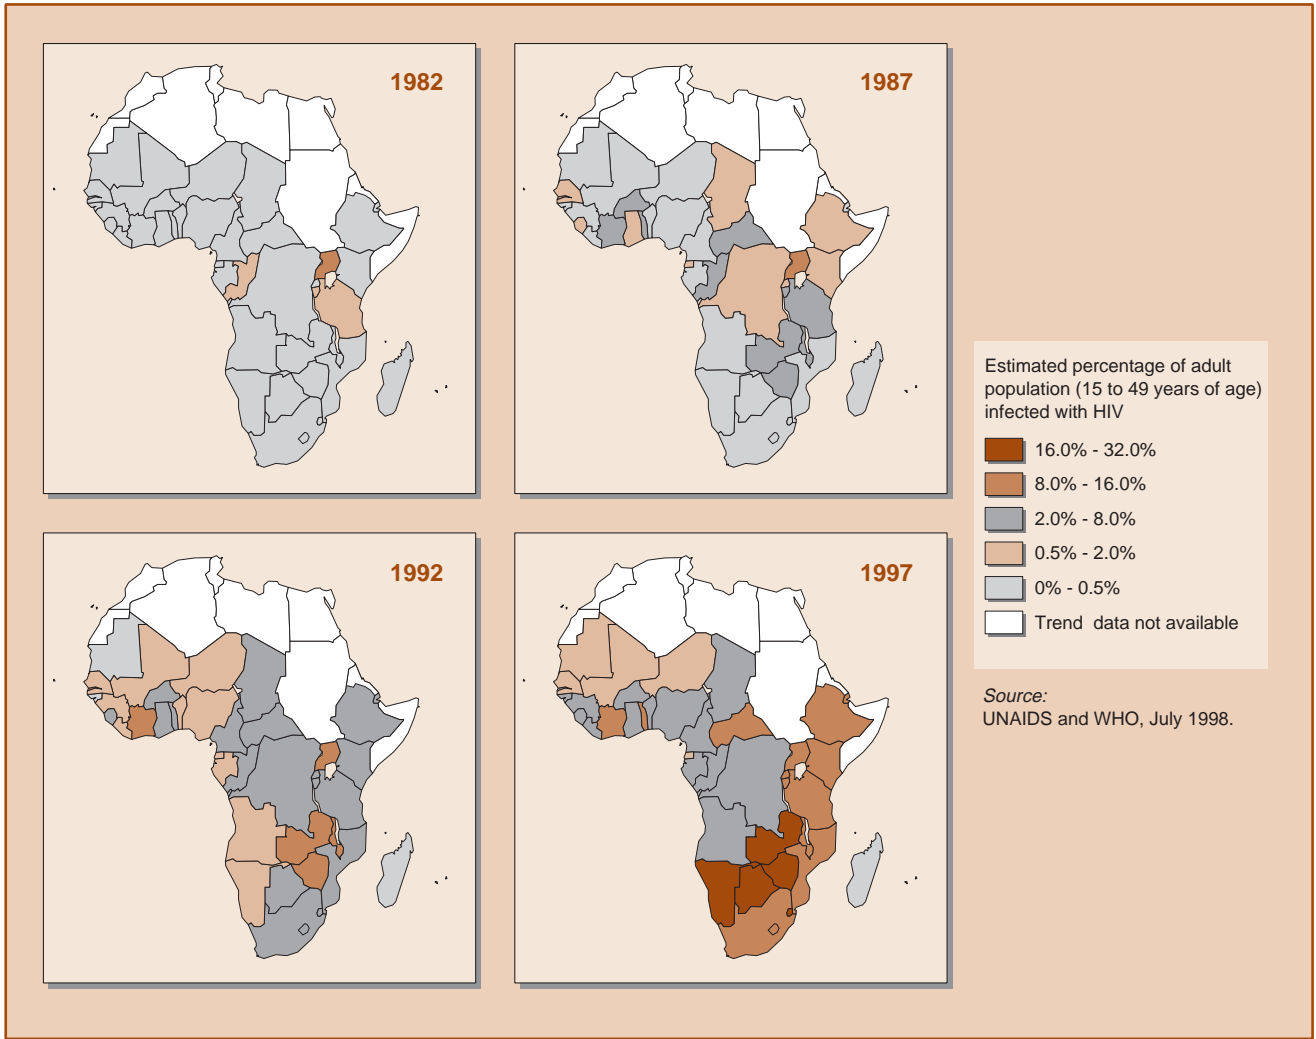 1982
1987
1992
1997
Estimated percentage of adult
population (15 to 49 years of age)
infected with HIV
16.0% - 32.0%
8.0% - 16.0%
2.0% - 8.0%
0.5% - 2.0%
0% - 0.5%
Trend data not available
Source:
UNAIDS and WHO, July 1998.